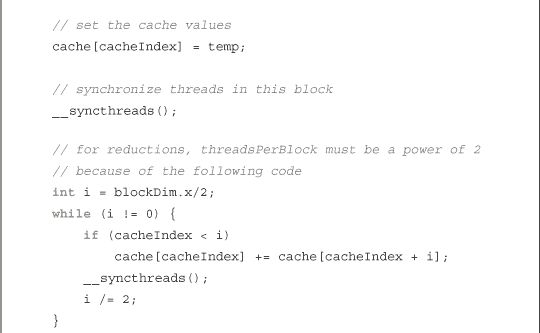 // set the cache values
cache[cacheIndex] = temp;
// synchronize threads in this block
__syncthreads();
// for reductions, threadsPerBlock must be a power of 2
// because of the following code
int i = blockDim.x/2;
while (i != 0) {
    if (cacheIndex < i)
        cache[cacheIndex] += cache[cacheIndex + i];
    __syncthreads();
    i /= 2;
}